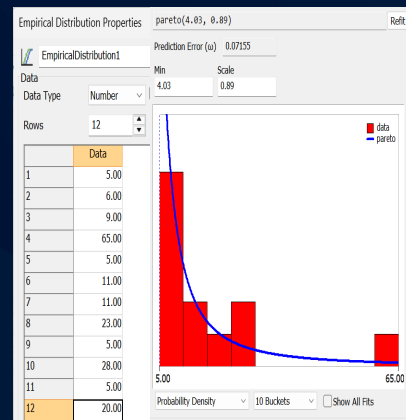 Empirical Distribution Properties
EmpiricalDistribution1
Data
Data Type Number
Rows 12
Data
1 5.00
2 6.00
3 9.00
4 65.00
5 5.00
6 11.00
7 11.00
8 23.00
9 5.00
10 28.00
11 5.00
12 20.00
pareto(4.03, 0.89) Refit
Prediction Error (ω) 0.07155
Min Scale
4.03 0.89
data
pareto
5.00 65.00
Probability Density 10 Buckets Show All Fits